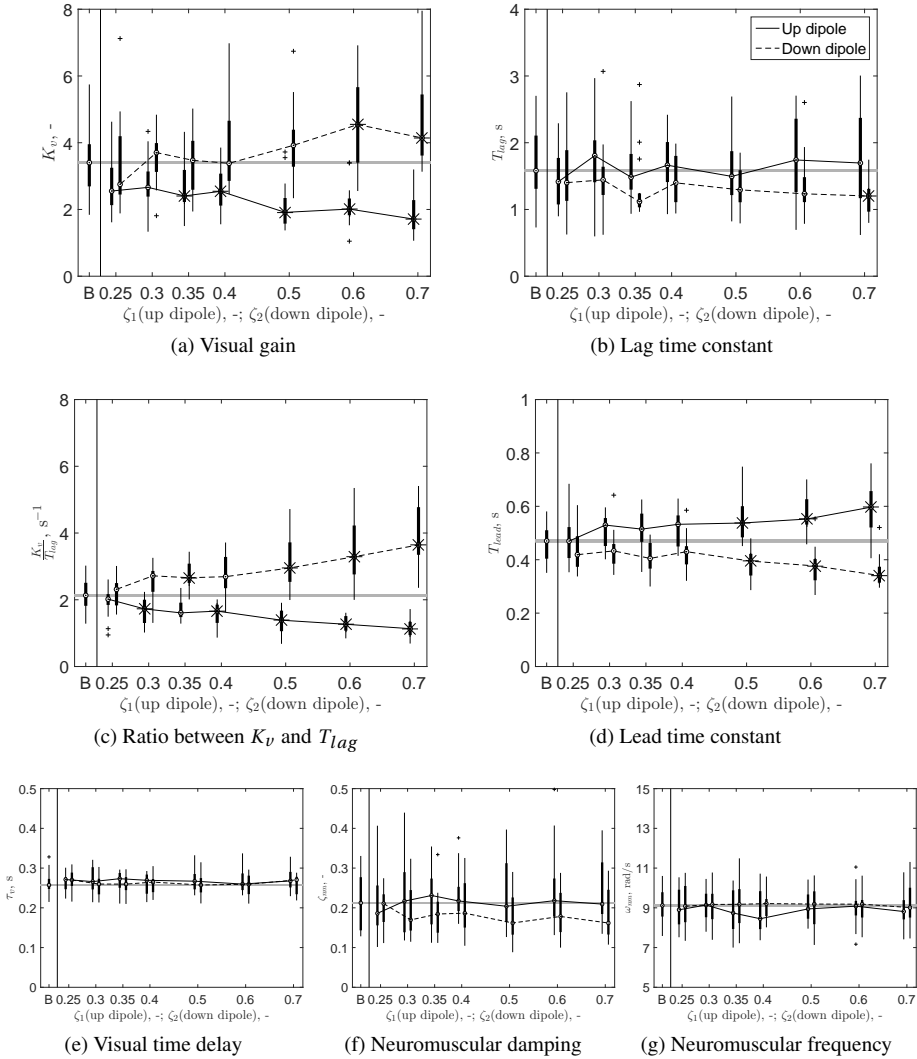 8
6
4
2
0
K_v, -
B 0.25 0.3 0.35 0.4 0.5 0.6 0.7
ζ₁(up dipole), -; ζ₂(down dipole), -
(a) Visual gain
4
3
2
1
0
T_lag, s
Up dipole
Down dipole
B 0.25 0.3 0.35 0.4 0.5 0.6 0.7
ζ₁(up dipole), -; ζ₂(down dipole), -
(b) Lag time constant
8
6
4
2
0
K_v/T_lag, s⁻¹
B 0.25 0.3 0.35 0.4 0.5 0.6 0.7
ζ₁(up dipole), -; ζ₂(down dipole), -
(c) Ratio between K_v and T_lag
1
0.8
0.6
0.4
0.2
0
T_lead, s
B 0.25 0.3 0.35 0.4 0.5 0.6 0.7
ζ₁(up dipole), -; ζ₂(down dipole), -
(d) Lead time constant
0.5
0.4
0.3
0.2
0.1
0
τ_v, s
B 0.25 0.3 0.35 0.4 0.5 0.6 0.7
ζ₁(up dipole), -; ζ₂(down dipole), -
(e) Visual time delay
0.5
0.4
0.3
0.2
0.1
0
ζ_nm, -
B 0.25 0.3 0.35 0.4 0.5 0.6 0.7
ζ₁(up dipole), -; ζ₂(down dipole), -
(f) Neuromuscular damping
15
13
11
9
7
5
ω_nm, rad/s
B 0.25 0.3 0.35 0.4 0.5 0.6 0.7
ζ₁(up dipole), -; ζ₂(down dipole), -
(g) Neuromuscular frequency